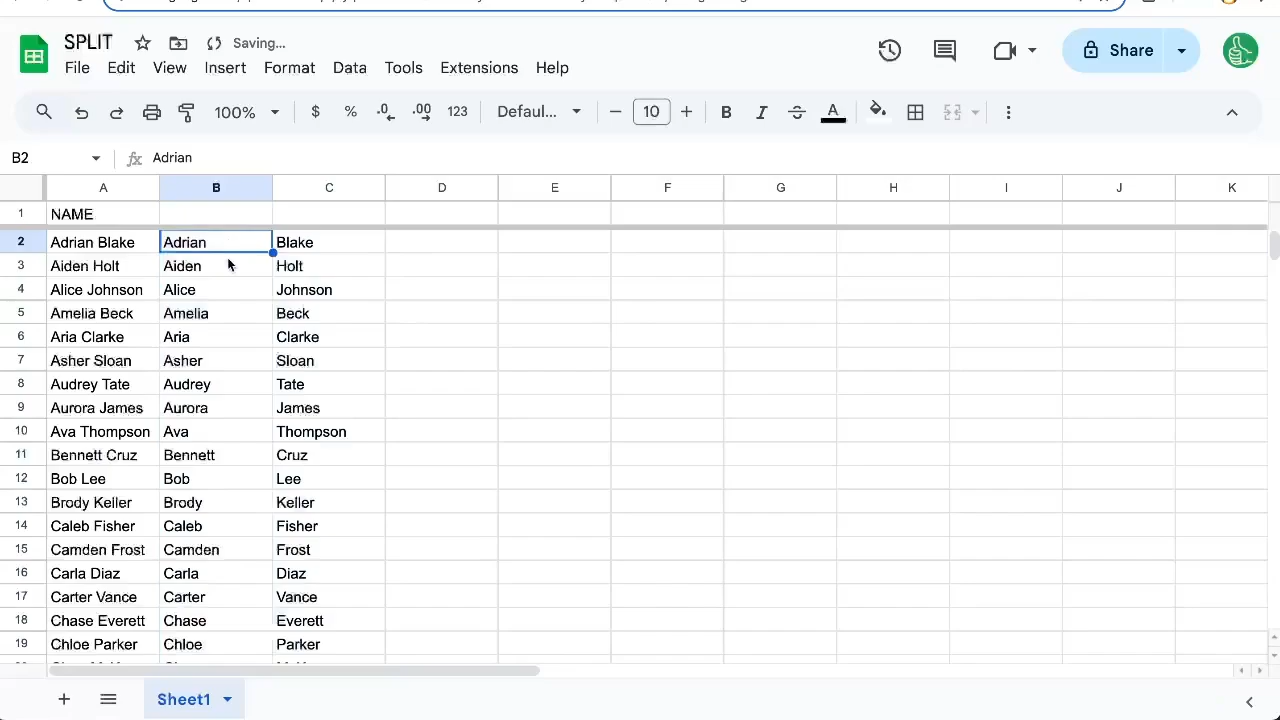 SPLIT Saving...
File Edit View Insert Format Data Tools Extensions Help
Share
100% $ % .0 .00 123 Defaul... 10 B I A
B2 fx Adrian
A B C D E F G H I J K
1 NAME
2 Adrian Blake Adrian Blake
3 Aiden Holt Aiden Holt
4 Alice Johnson Alice Johnson
5 Amelia Beck Amelia Beck
6 Aria Clarke Aria Clarke
7 Asher Sloan Asher Sloan
8 Audrey Tate Audrey Tate
9 Aurora James Aurora James
10 Ava Thompson Ava Thompson
11 Bennett Cruz Bennett Cruz
12 Bob Lee Bob Lee
13 Brody Keller Brody Keller
14 Caleb Fisher Caleb Fisher
15 Camden Frost Camden Frost
16 Carla Diaz Carla Diaz
17 Carter Vance Carter Vance
18 Chase Everett Chase Everett
19 Chloe Parker Chloe Parker
Sheet1